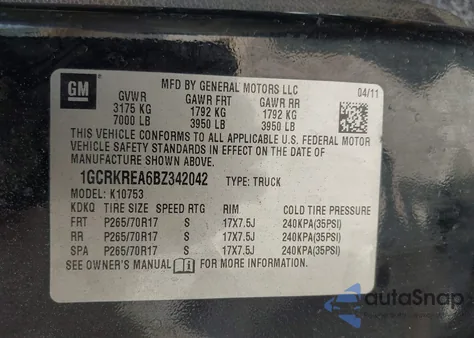 GM
MFD BY GENERAL MOTORS LLC
04/11
GVWR GAWR FRT GAWR RR
3175 KG 1792 KG 1792 KG
7000 LB 3950 LB 3950 LB
THIS VEHICLE CONFORMS TO ALL APPLICABLE U.S. FEDERAL MOTOR
VEHICLE SAFETY STANDARDS IN EFFECT ON THE DATE OF
MANUFACTURE SHOWN ABOVE.
1GCRKREA6BZ342042 TYPE: TRUCK
MODEL: K10753
KDKQ TIRE SIZE SPEED RTG RIM COLD TIRE PRESSURE
FRT P265/70R17 S 17X7.5J 240KPA(35PSI)
RR P265/70R17 S 17X7.5J 240KPA(35PSI)
SPA P265/70R17 S 17X7.5J 240KPA(35PSI)
SEE OWNER'S MANUAL FOR MORE INFORMATION.
autoSnap